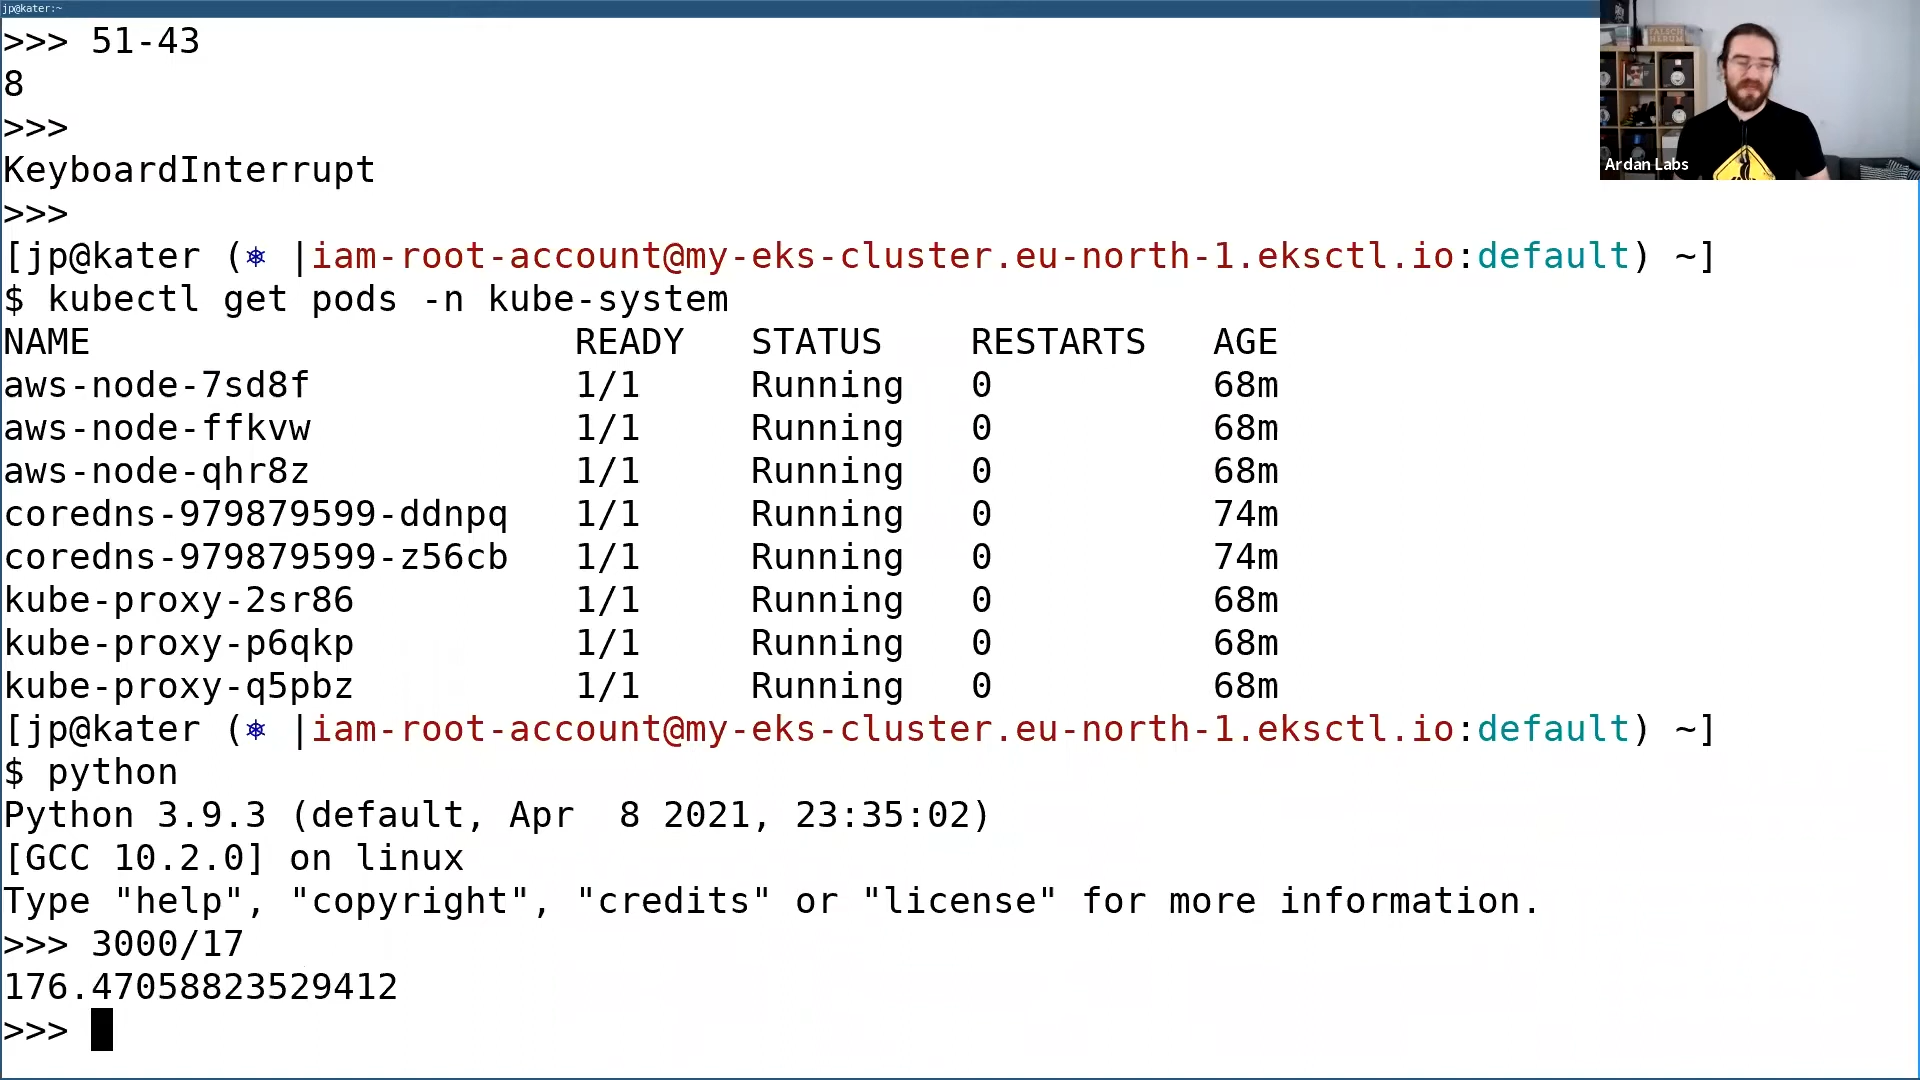 jp@kater:~
>>> 51-43
8
>>>
KeyboardInterrupt
>>>
[jp@kater (⎈ |iam-root-account@my-eks-cluster.eu-north-1.eksctl.io:default) ~]
$ kubectl get pods -n kube-system
NAME READY STATUS RESTARTS AGE
aws-node-7sd8f 1/1 Running 0 68m
aws-node-ffkvw 1/1 Running 0 68m
aws-node-qhr8z 1/1 Running 0 68m
coredns-979879599-ddnpq 1/1 Running 0 74m
coredns-979879599-z56cb 1/1 Running 0 74m
kube-proxy-2sr86 1/1 Running 0 68m
kube-proxy-p6qkp 1/1 Running 0 68m
kube-proxy-q5pbz 1/1 Running 0 68m
[jp@kater (⎈ |iam-root-account@my-eks-cluster.eu-north-1.eksctl.io:default) ~]
$ python
Python 3.9.3 (default, Apr  8 2021, 23:35:02)
[GCC 10.2.0] on linux
Type "help", "copyright", "credits" or "license" for more information.
>>> 3000/17
176.47058823529412
>>>
Ardan Labs